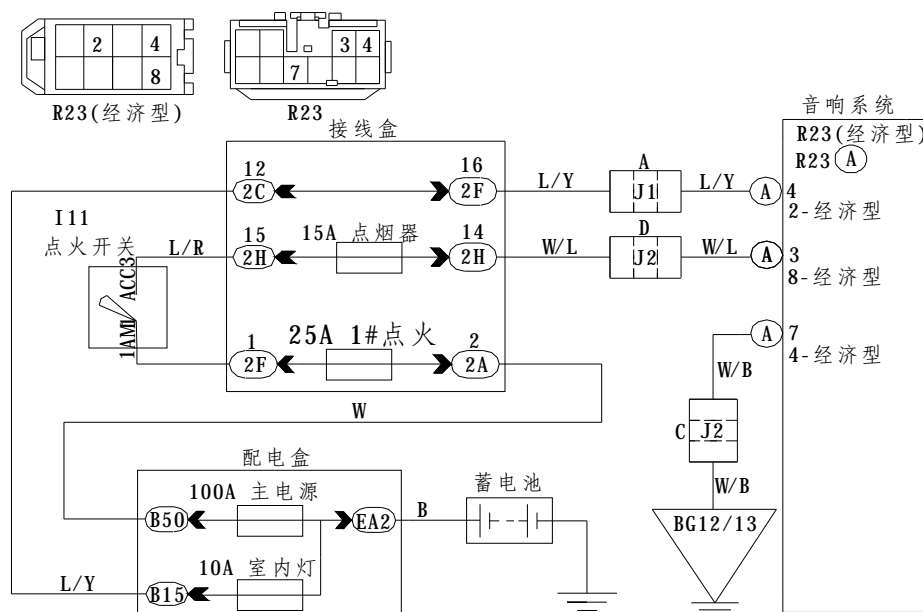 2 4
8
3 4
7
R23(经济型)
R23
接线盒
音响系统
R23(经济型)
R23 A
12
2C
16
2F
L/Y
A
J1
L/Y
A
4
2-经济型
I11
点火开关
L/R
15
2H
15A 点烟器
14
2H
W/L
D
J2
W/L
A
3
8-经济型
ACC3
1AM1
1
2F
25A 1#点火
2
2A
A
7
4-经济型
W/B
W
C
J2
W/B
BG12/13
配电盒
100A 主电源
B50
EA2
B
蓄电池
10A 室内灯
L/Y
B15